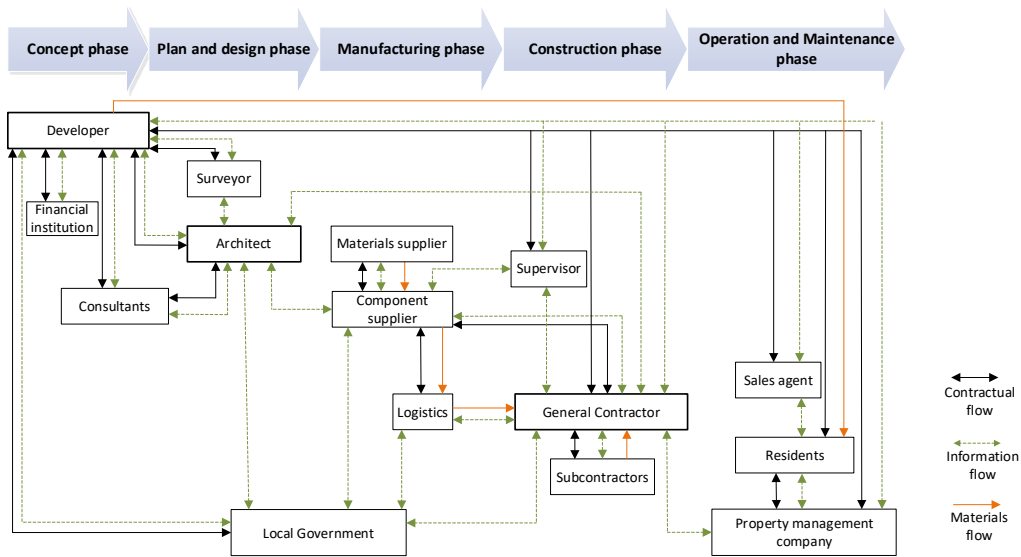 Concept phase
Plan and design phase
Manufacturing phase
Construction phase
Operation and Maintenance
phase
Developer
Surveyor
Financial
institution
Architect
Materials supplier
Supervisor
Consultants
Component
supplier
Sales agent
Contractual
flow
Logistics
General Contractor
Residents
Information
flow
Subcontractors
Local Government
Property management
company
Materials
flow